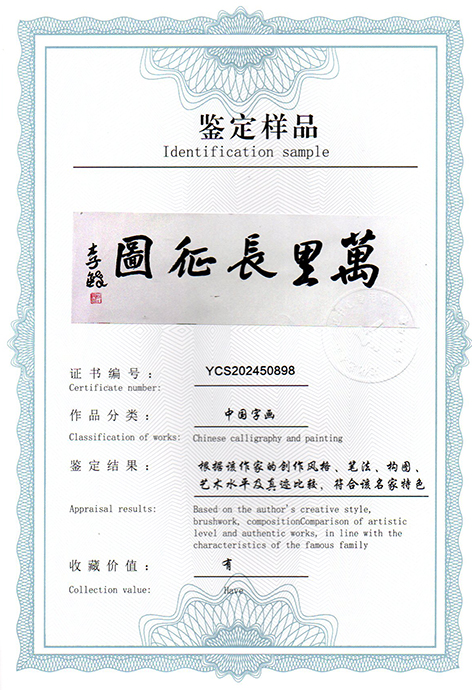 鉴定样品
Identification sample
萬里長征圖
李敏
证书编号： YCS202450898
Certificate number:
作品分类： 中国字画
Classification of works: Chinese calligraphy and painting
鉴定结果： 根据该作家的创作风格、笔法、构图、
艺术水平及真迹比较，符合该名家特色
Appraisal results: Based on the author's creative style,
brushwork, compositionComparison of artistic
level and authentic works, in line with the
characteristics of the famous family
收藏价值： 有
Collection value: Have